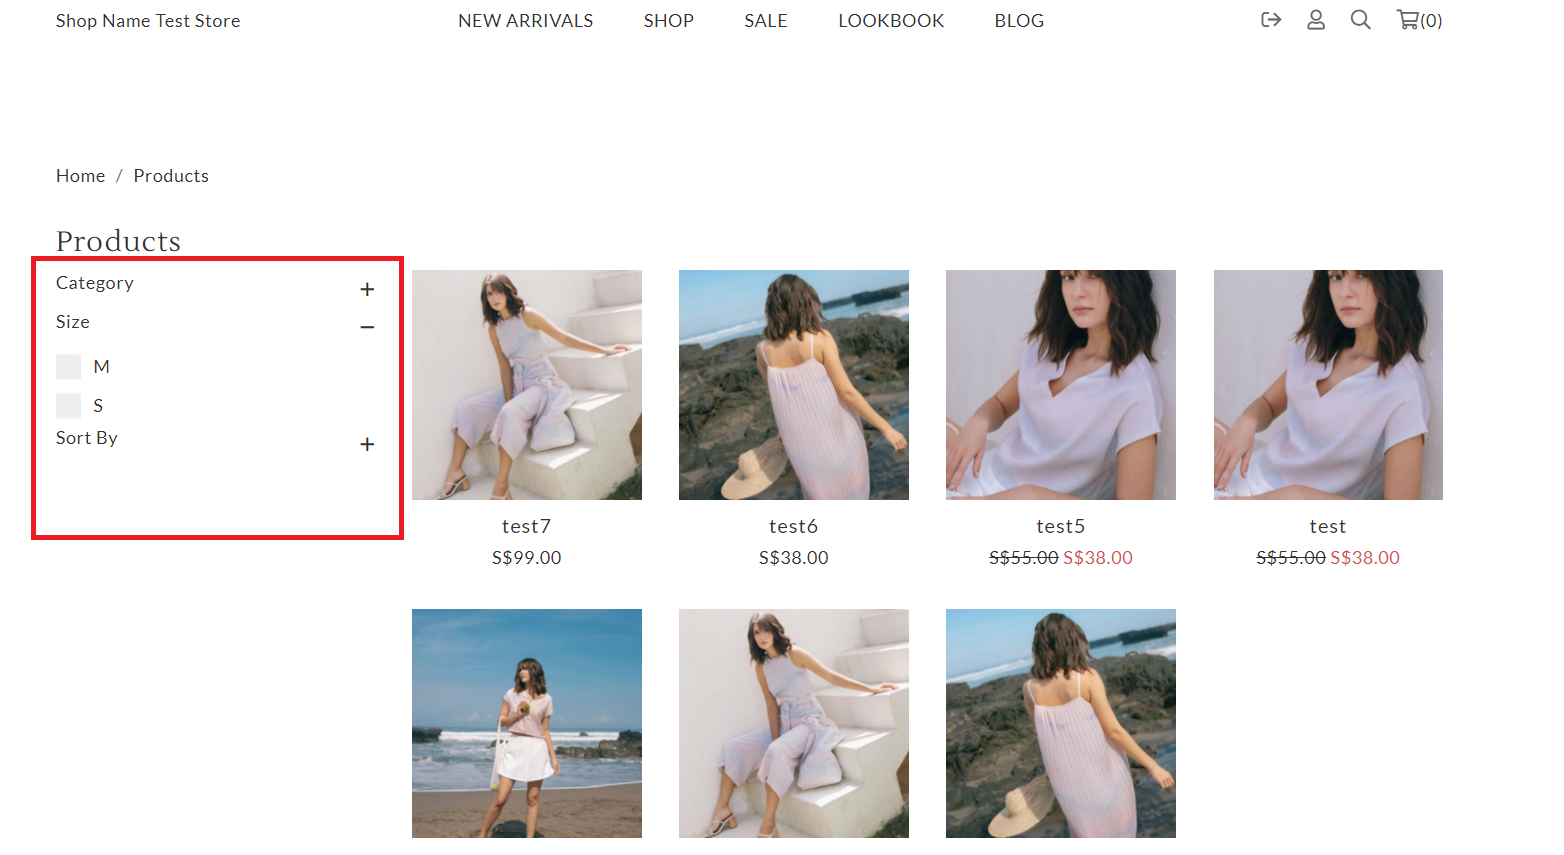 Shop Name Test Store NEW ARRIVALS SHOP SALE LOOKBOOK BLOG (0)
Home / Products
Products
Category +
Size −
M
S
Sort By +
test7 test6 test5 test
S$99.00 S$38.00 S$55.00 S$38.00 S$55.00 S$38.00